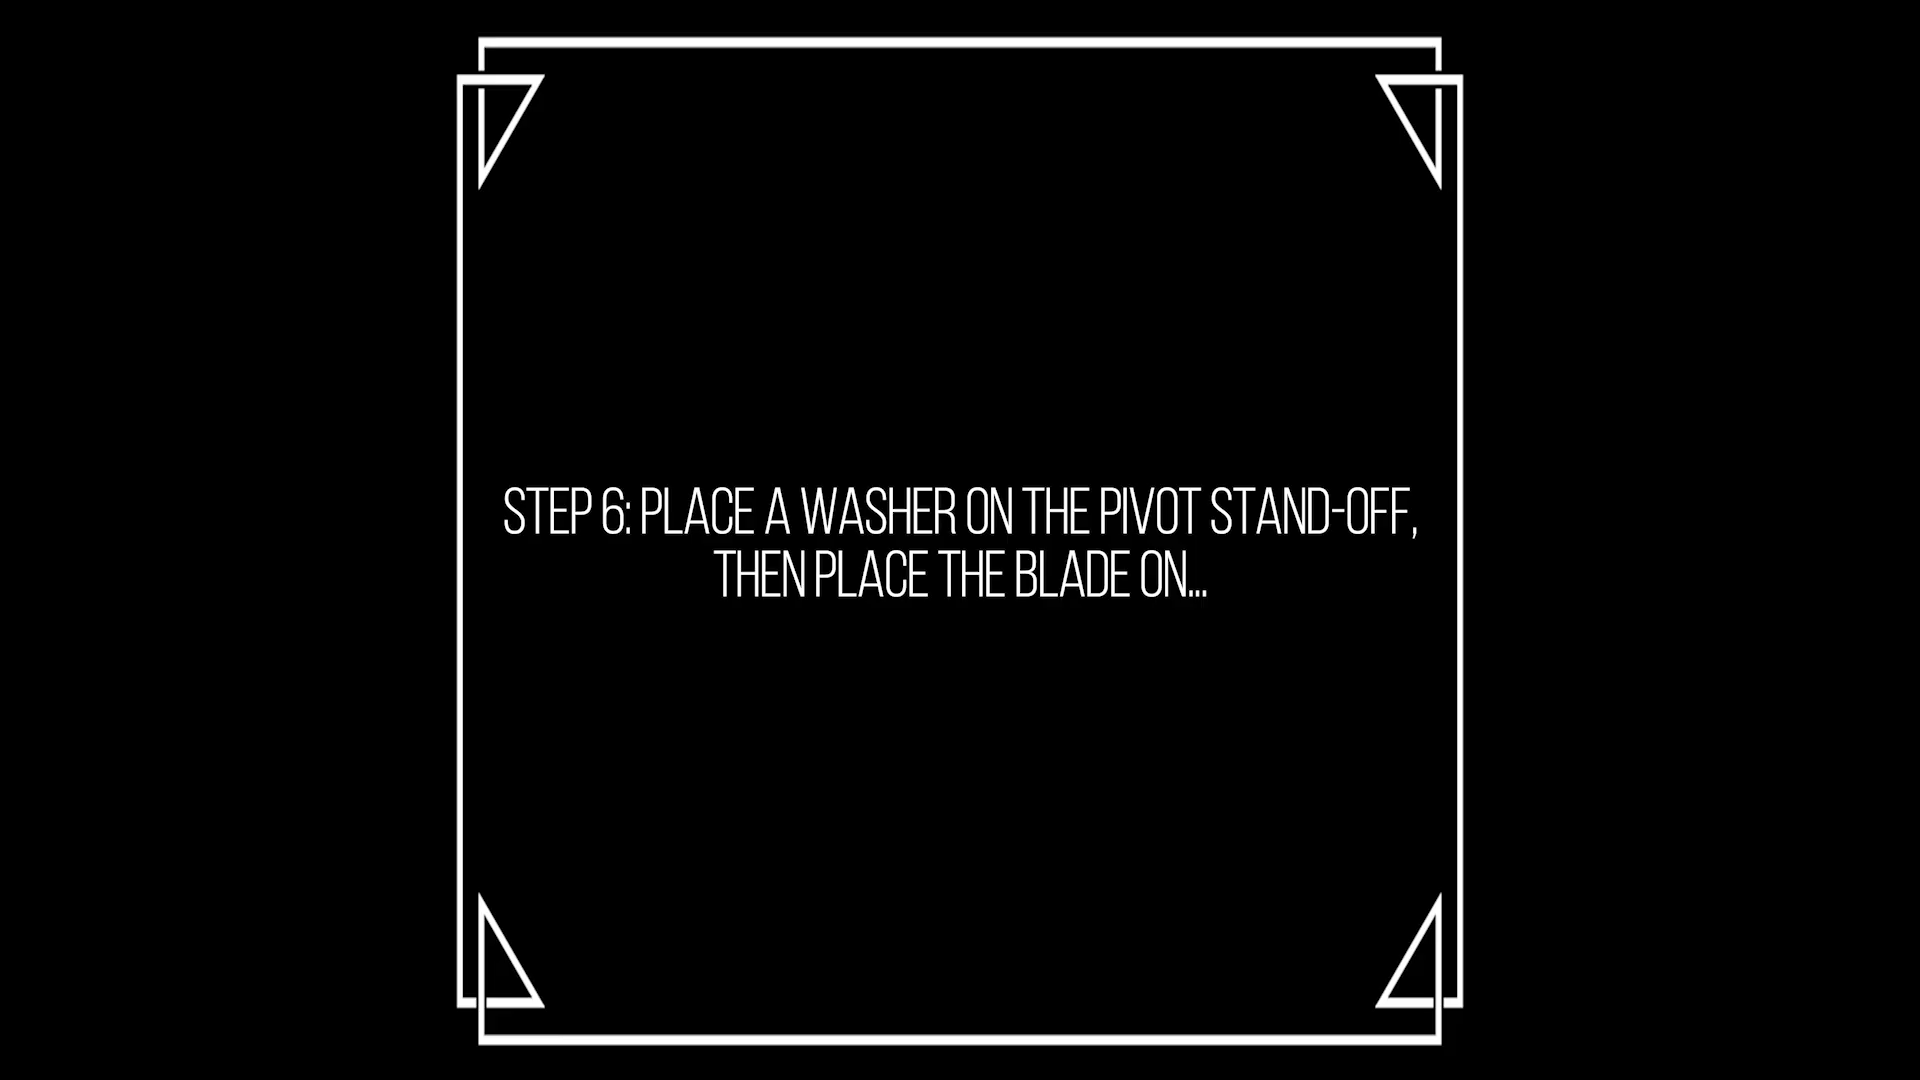 STEP 6: PLACE A WASHER ON THE PIVOT STAND-OFF,
THEN PLACE THE BLADE ON...